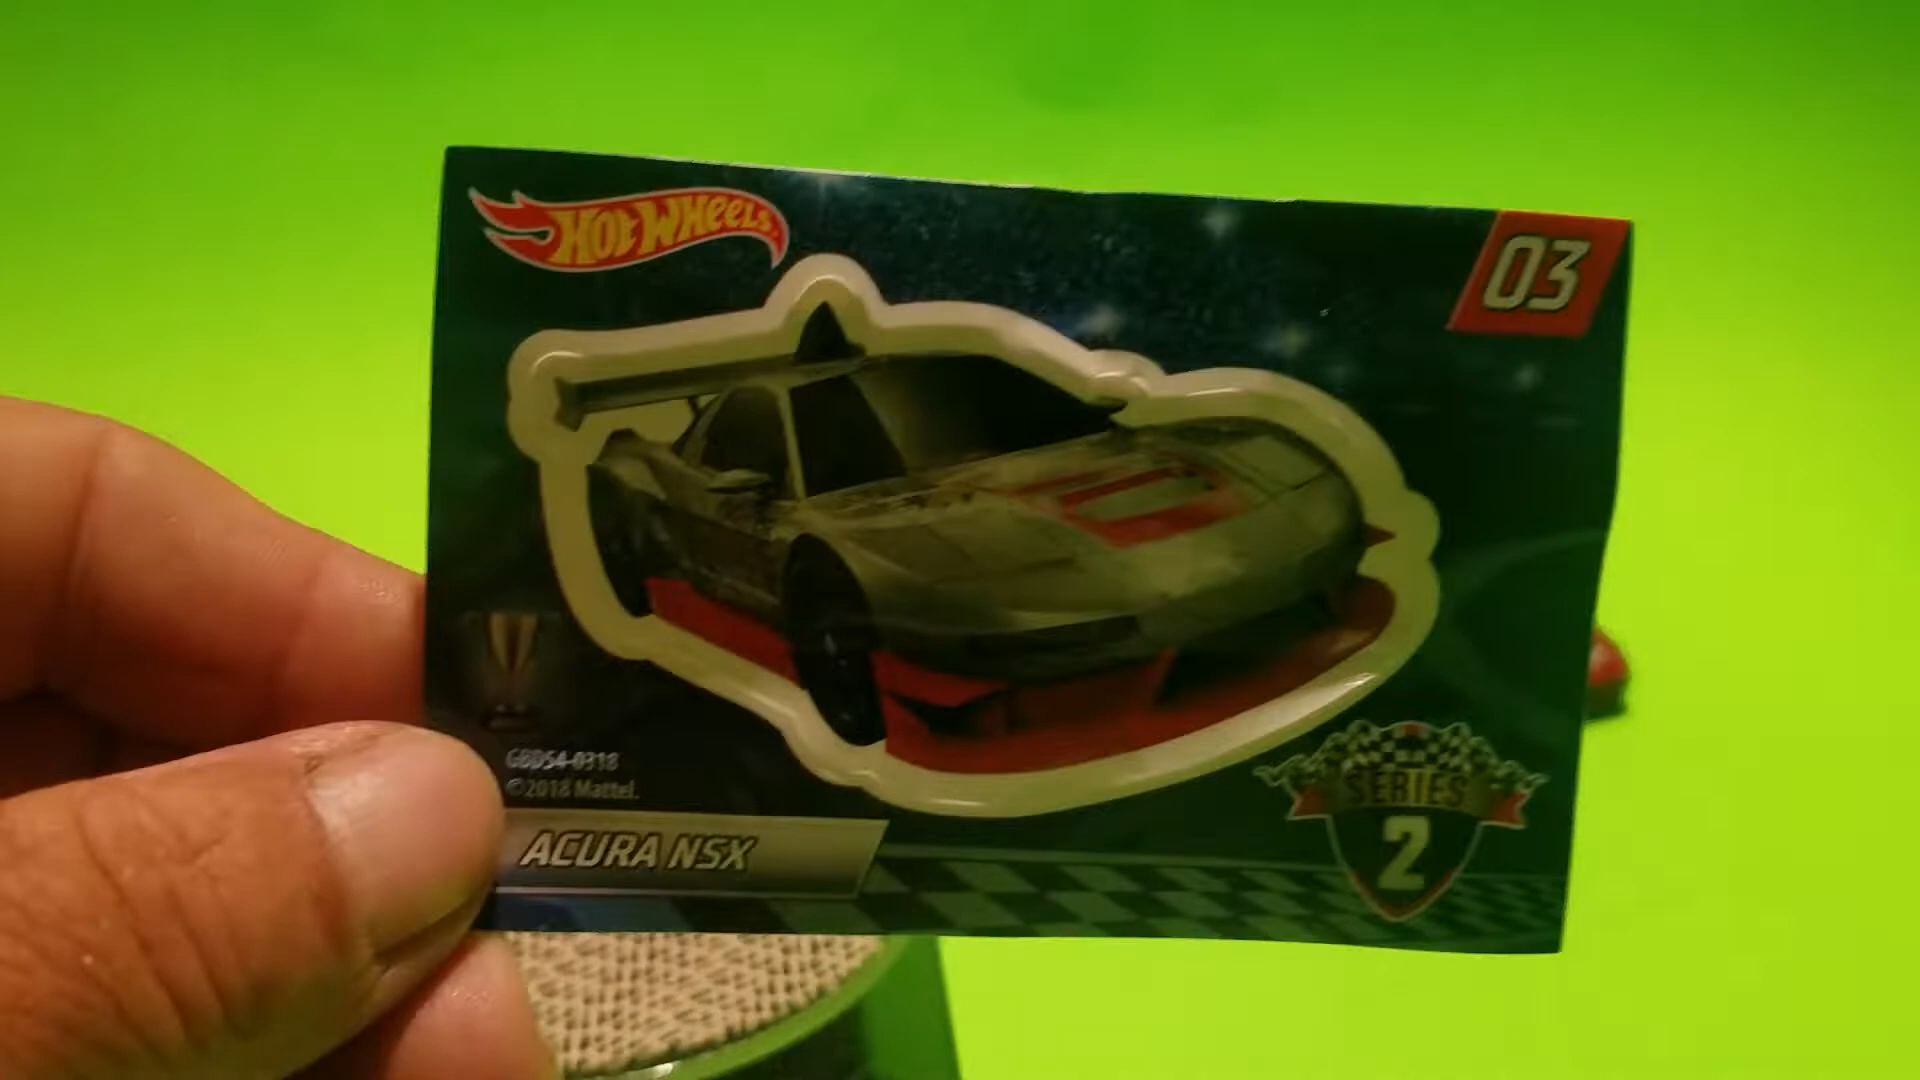 HOT WHEELS
03
GBD54-0318
©2018 Mattel.
ACURA NSX
SERIES
2